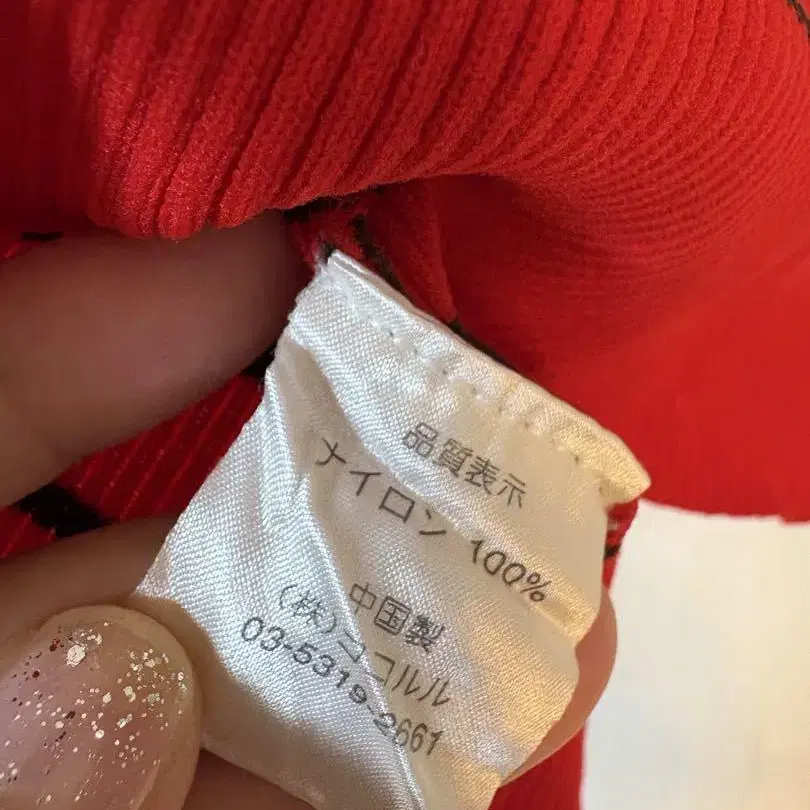 品質表示
ナイロン 100%
中国製
(株)ココルル
03-5319-2661